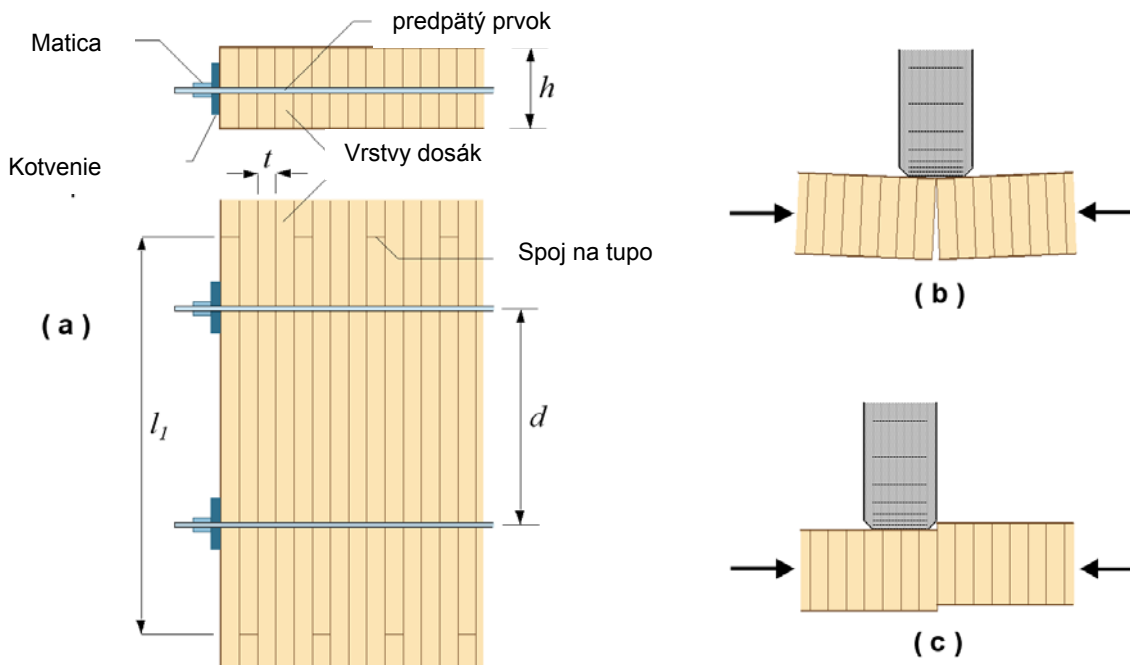 predpätý prvok
Matica
h
Vrstvy dosák
Kotvenie
t
.
Spoj na tupo
( a )
l1
d
( b )
( c )